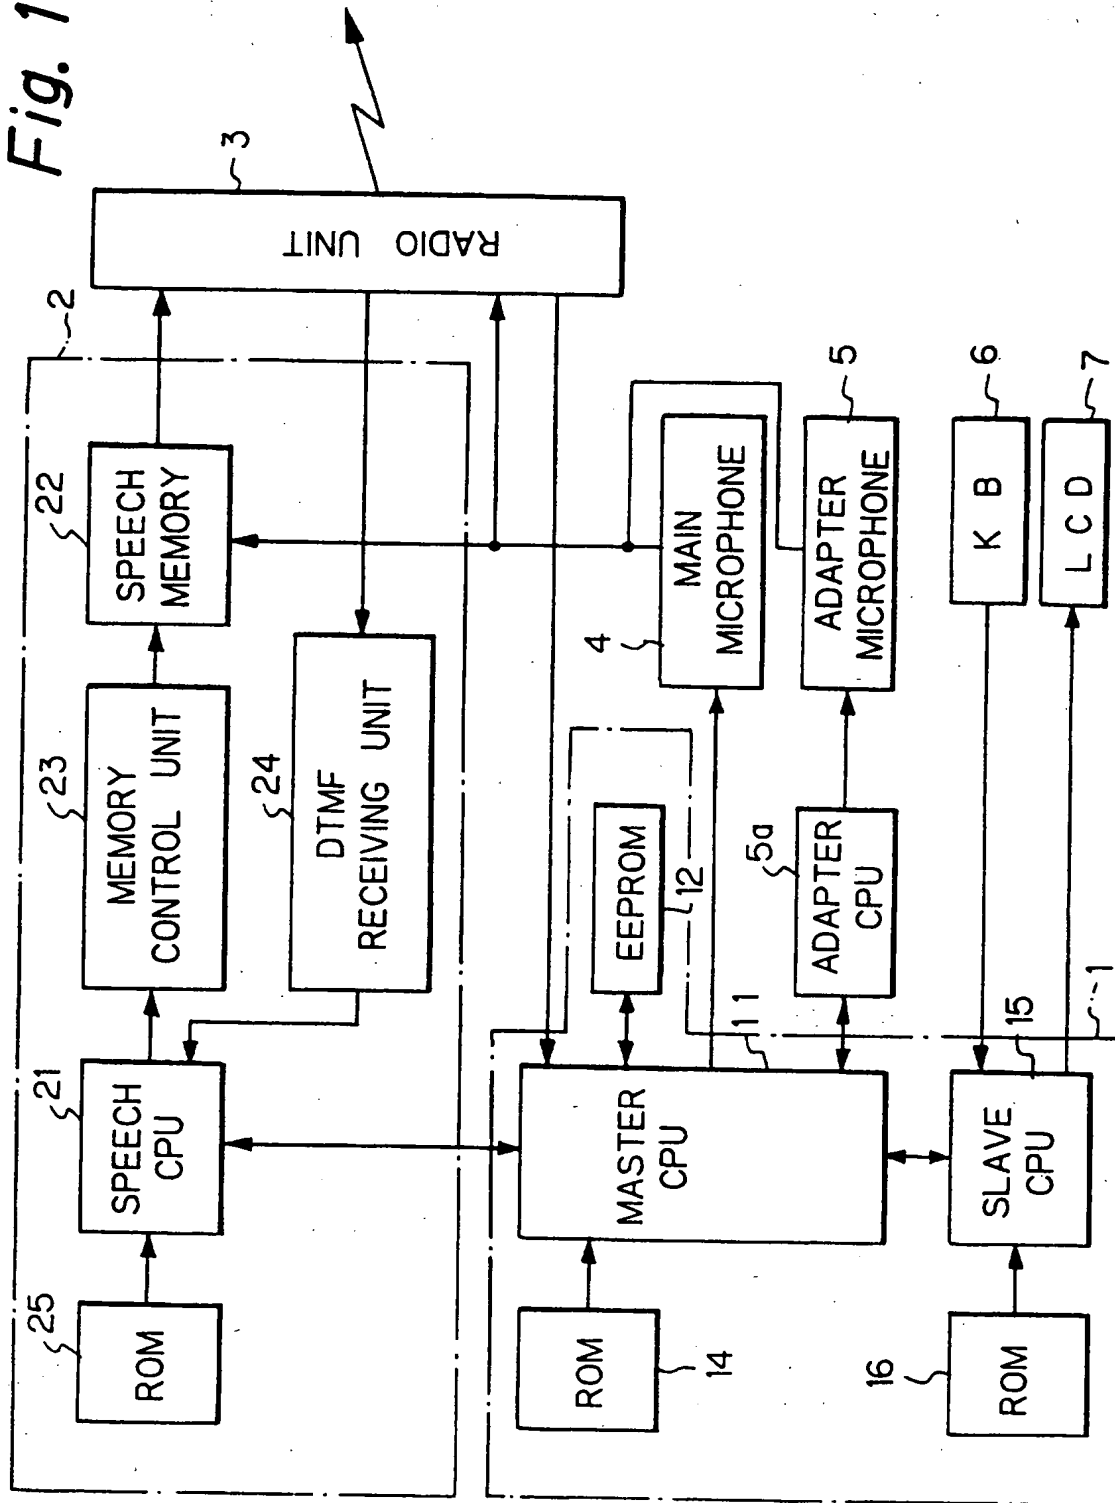 Fig. 1
2
25
ROM
21
SPEECH
CPU
23
MEMORY
CONTROL UNIT
22
SPEECH
MEMORY
3
RADIO UNIT
24
DTMF
RECEIVING UNIT
14
ROM
11
MASTER
CPU
12
EEPROM
4
MAIN
MICROPHONE
5a
ADAPTER
CPU
5
ADAPTER
MICROPHONE
16
ROM
15
SLAVE
CPU
6
K B
7
L C D
1